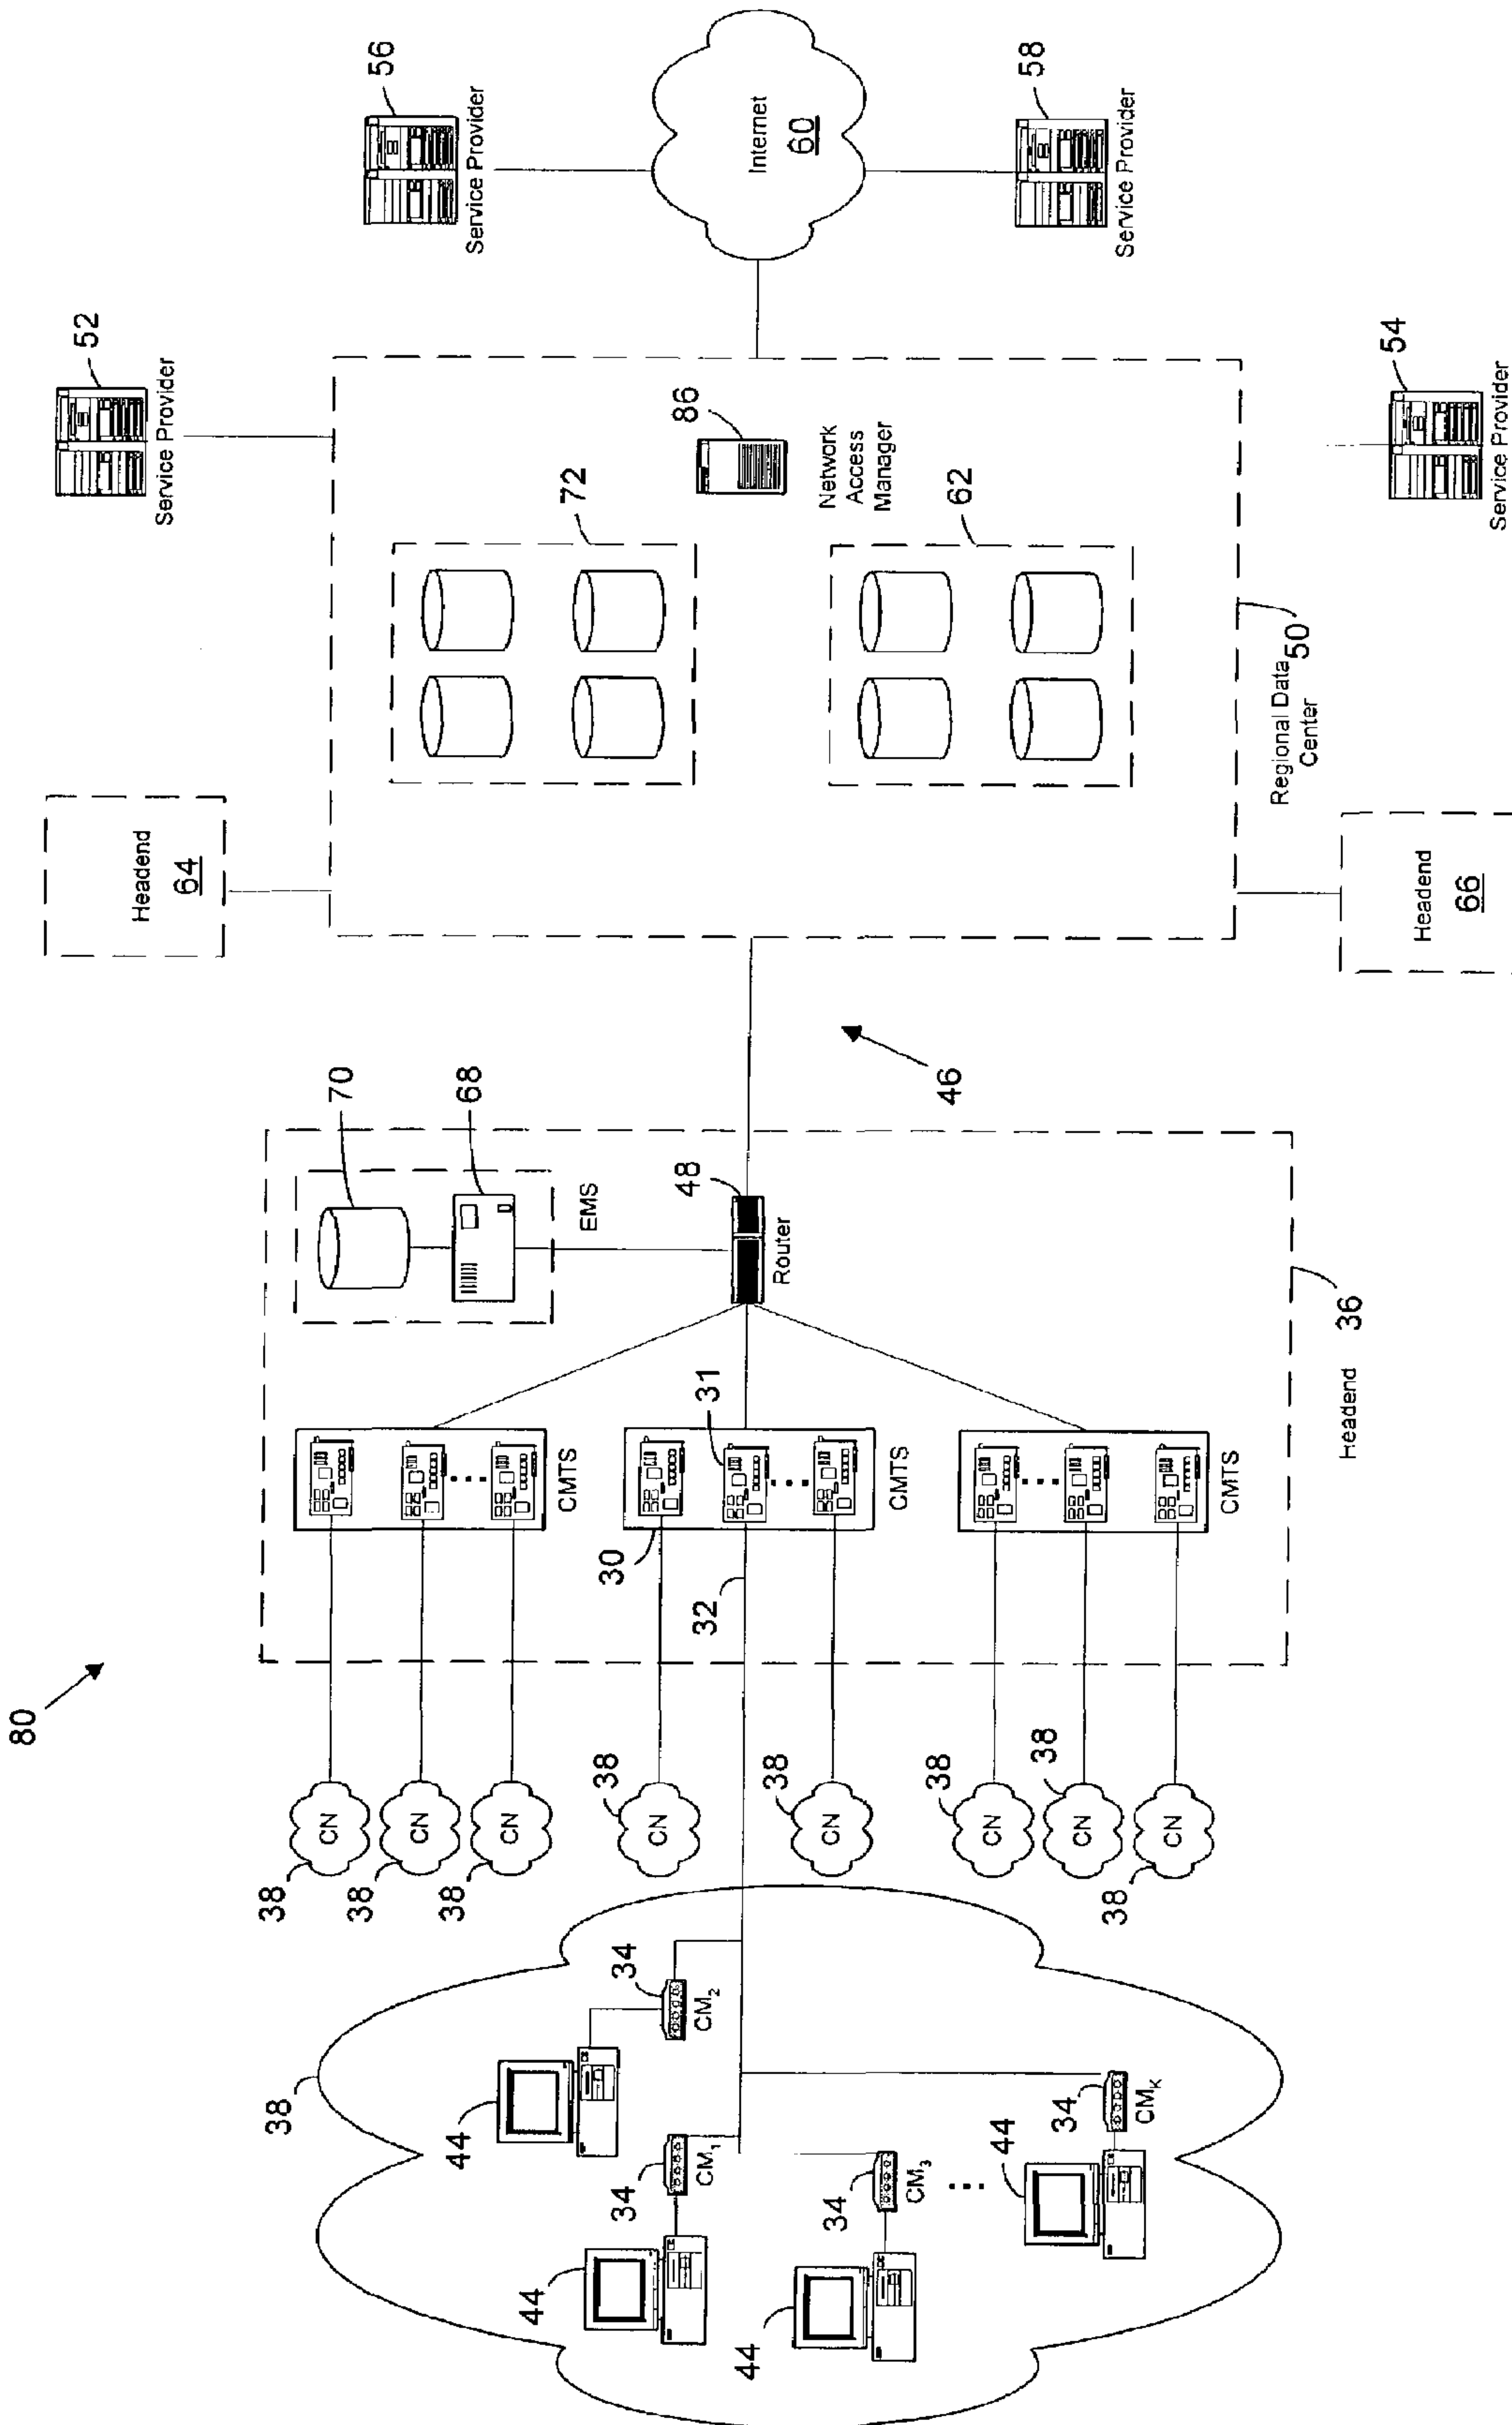 80
38
CN
38
CN
38
CN
38
CN
38
CN
38
CN
38
CN
38
CN
38
38
44
34
CM2
44
34
CM1
44
34
CM3
...
44
34
CMK
32
30
31
...
CMTS
...
CMTS
...
CMTS
70
68
EMS
48
Router
Headend
36
46
Headend
64
Headend
66
72
62
86
Network
Access
Manager
Regional Data
Center
50
52
Service Provider
54
Service Provider
56
Service Provider
58
Service Provider
Internet
60